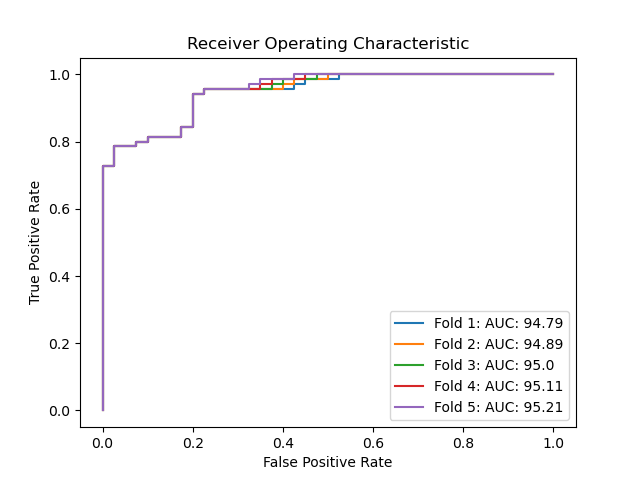 Receiver Operating Characteristic
1.0
0.8
0.6
0.4
0.2
0.0
True Positive Rate
Fold 1: AUC: 94.79
Fold 2: AUC: 94.89
Fold 3: AUC: 95.0
Fold 4: AUC: 95.11
Fold 5: AUC: 95.21
0.0 0.2 0.4 0.6 0.8 1.0
False Positive Rate